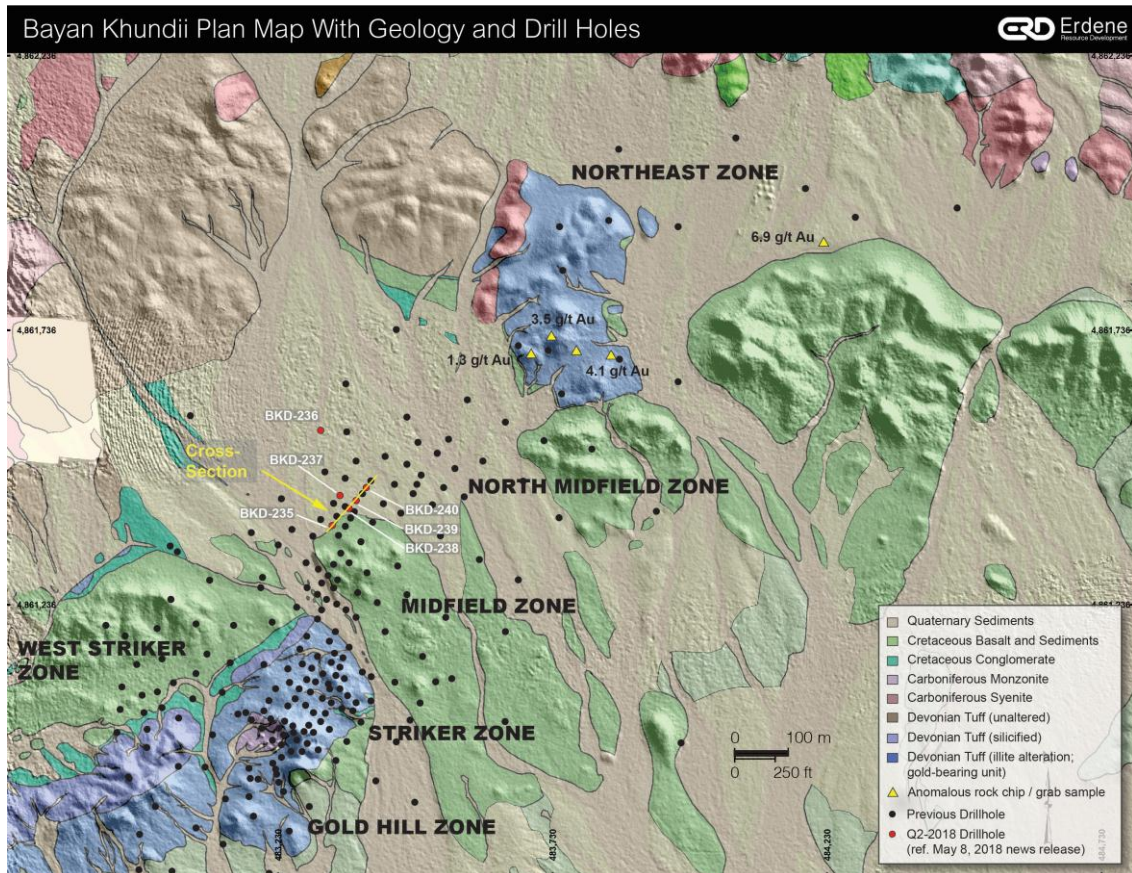 Bayan Khundii Plan Map With Geology and Drill Holes
ERD Erdene
Resource Development
4,862,236
4,862,236
NORTHEAST ZONE
6.9 g/t Au
3.5 g/t Au
4,861,736
4,861,736
1.3 g/t Au
4.1 g/t Au
BKD-236
Cross-
Section
BKD-237
NORTH MIDFIELD ZONE
BKD-235
BKD-240
BKD-239
BKD-238
MIDFIELD ZONE
4,861,236
4,861,236
WEST STRIKER
ZONE
STRIKER ZONE
GOLD HILL ZONE
0 100 m
0 250 ft
Quaternary Sediments
Cretaceous Basalt and Sediments
Cretaceous Conglomerate
Carboniferous Monzonite
Carboniferous Syenite
Devonian Tuff (unaltered)
Devonian Tuff (silicified)
Devonian Tuff (illite alteration;
gold-bearing unit)
Anomalous rock chip / grab sample
Previous Drillhole
Q2-2018 Drillhole
(ref. May 8, 2018 news release)
483,230
483,730
484,230
484,730